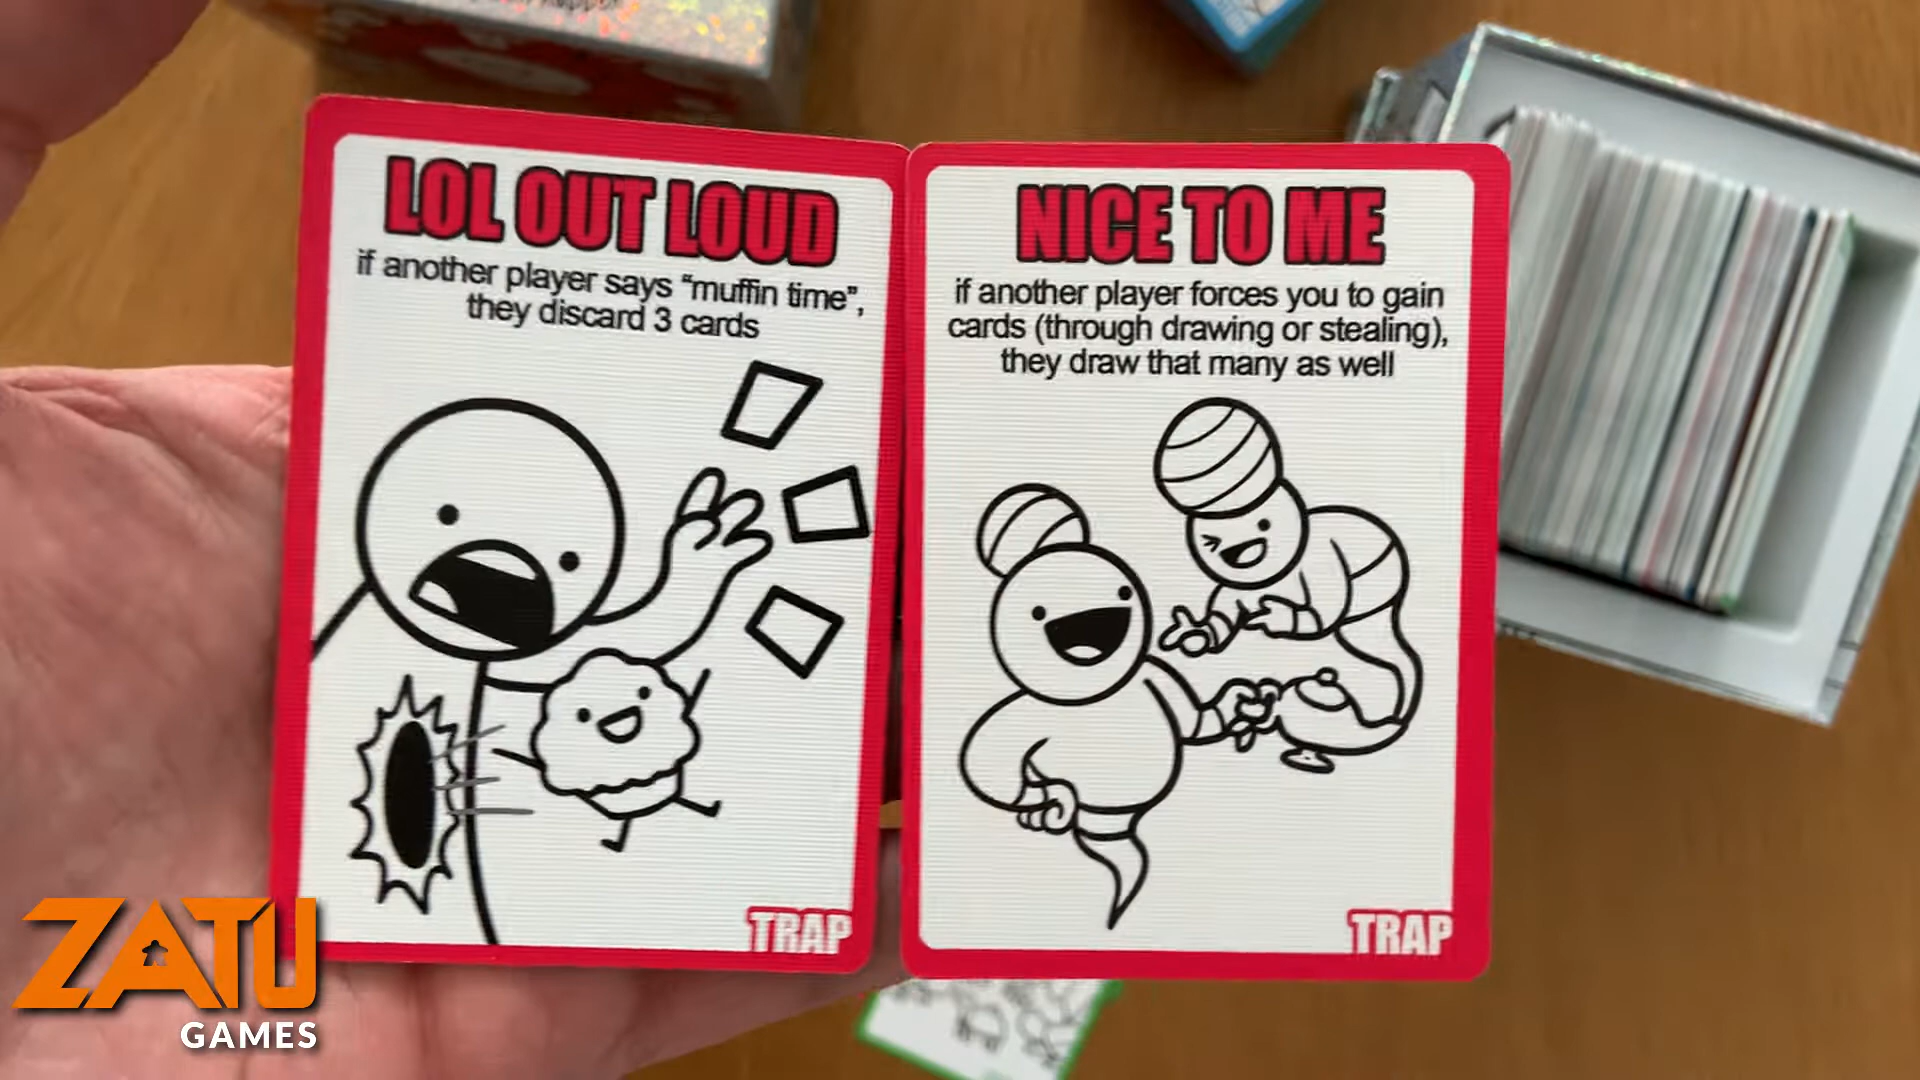 LOL OUT LOUD
if another player says “muffin time”,
they discard 3 cards
TRAP
NICE TO ME
if another player forces you to gain
cards (through drawing or stealing),
they draw that many as well
TRAP
ZATU
GAMES